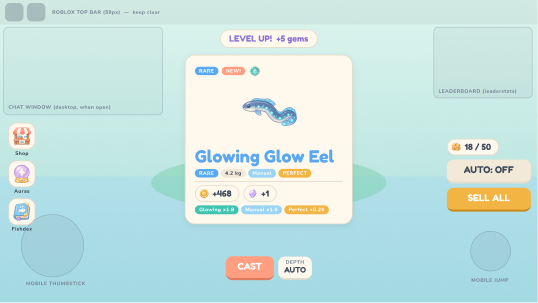 ROBLOX TOP BAR (58px) — keep clear
LEVEL UP! +5 gems
CHAT WINDOW (desktop, when open)
LEADERBOARD (leaderstats)
RARE NEW!
Glowing Glow Eel
RARE 4.2 kg Manual PERFECT
+468 +1
Glowing x1.8 Manual x1.5 Perfect +0.25
Shop
Auras
Fishdex
18 / 50
AUTO: OFF
SELL ALL
CAST
DEPTH
AUTO
MOBILE THUMBSTICK
MOBILE JUMP